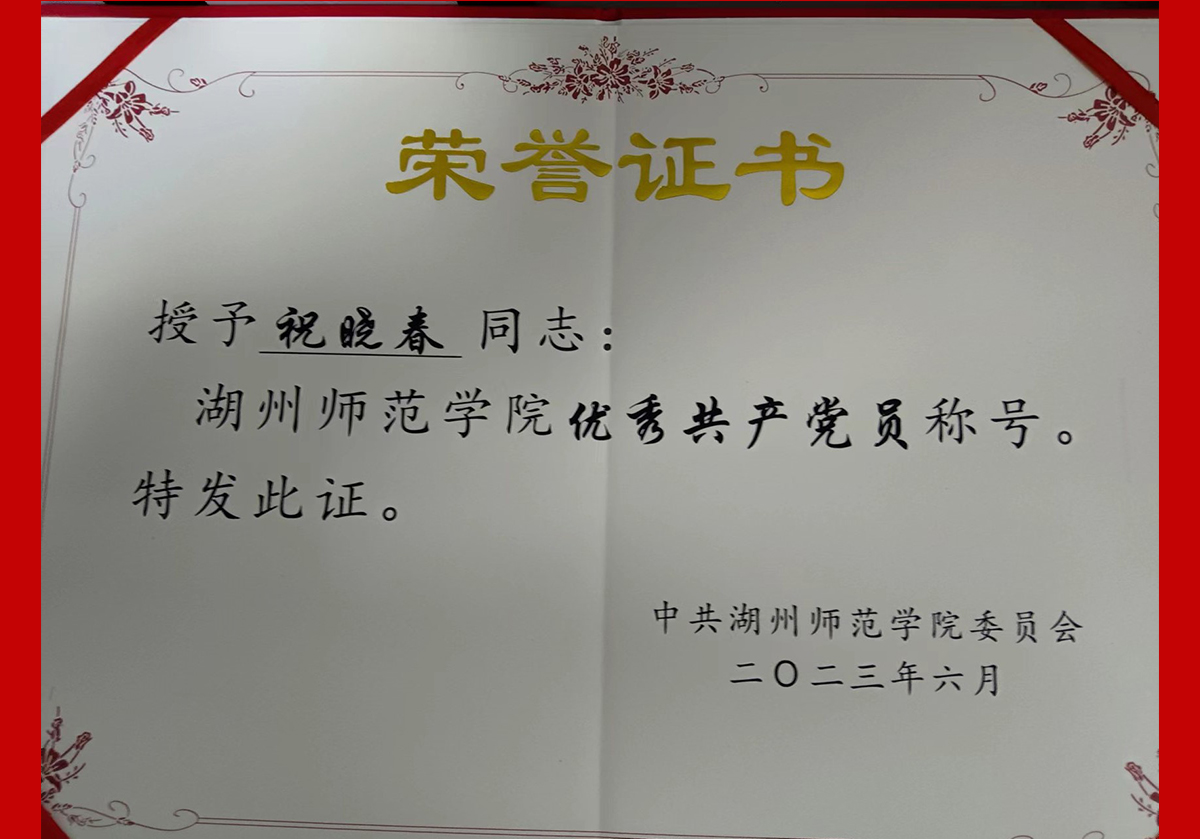 荣誉证书
授予 祝晓春 同志：
湖州师范学院优秀共产党员称号。
特发此证。
中共湖州师范学院委员会
二〇二三年六月